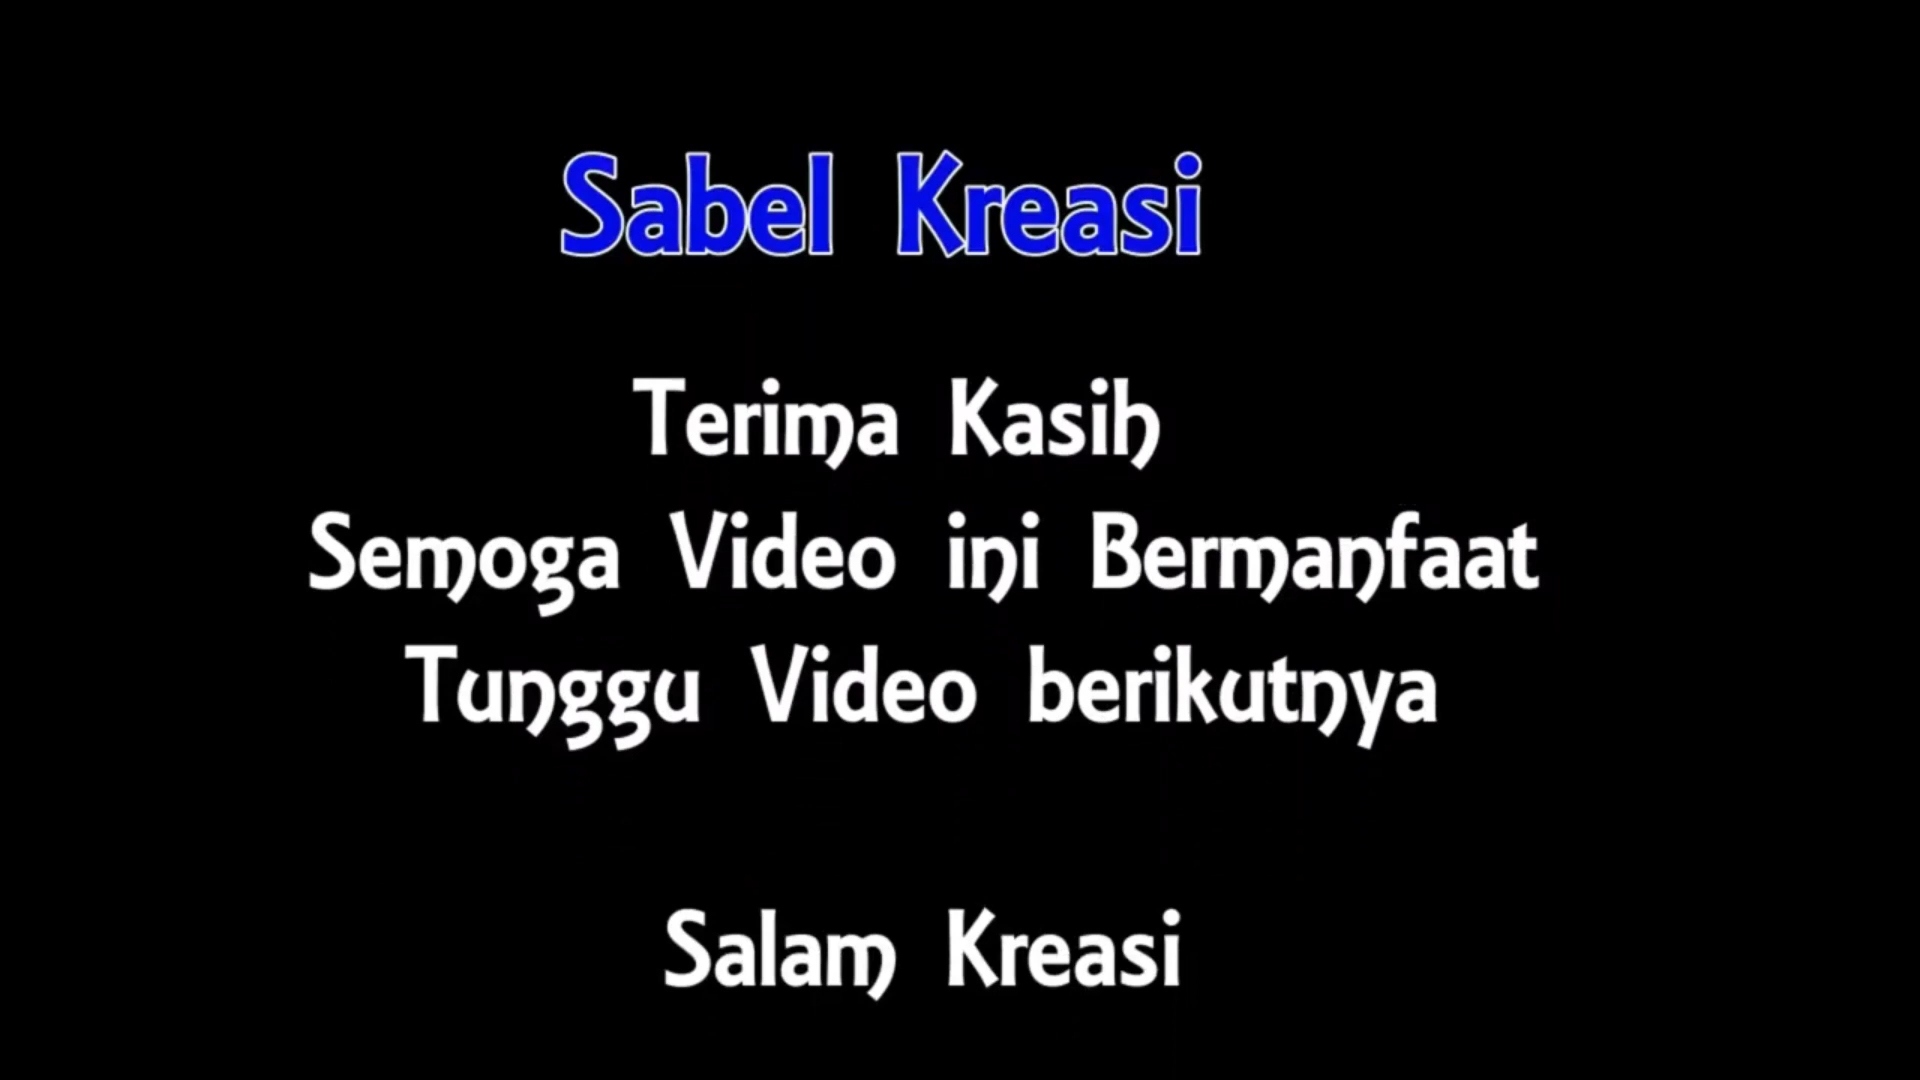 Sabel Kreasi
Terima Kasih
Semoga Video ini Bermanfaat
Tunggu Video berikutnya
Salam Kreasi